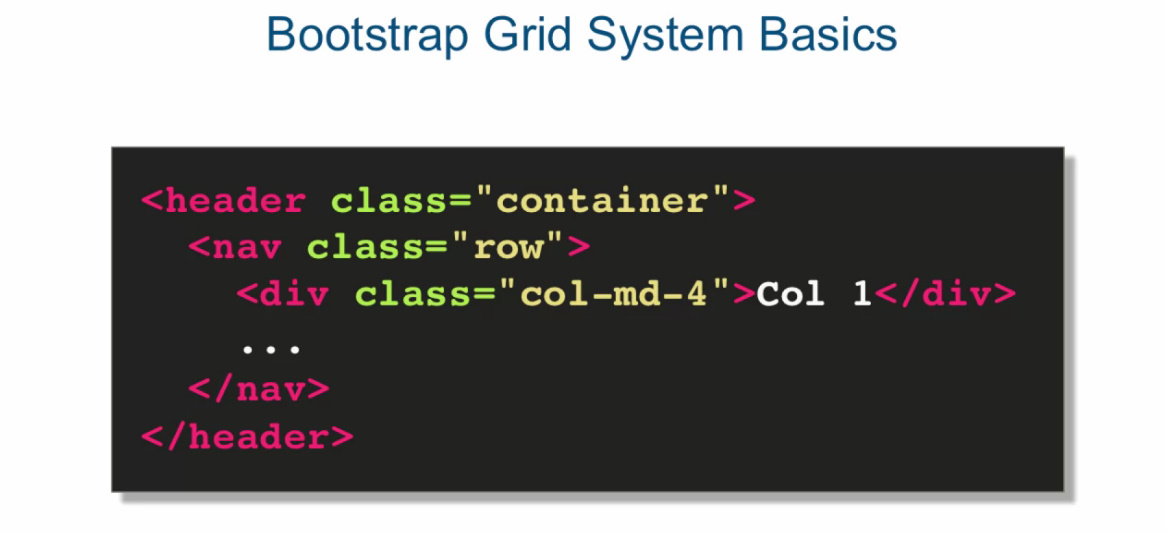 Bootstrap Grid System Basics
<header class="container">
<nav class="row">
<div class="col-md-4">Col 1</div>
...
</nav>
</header>